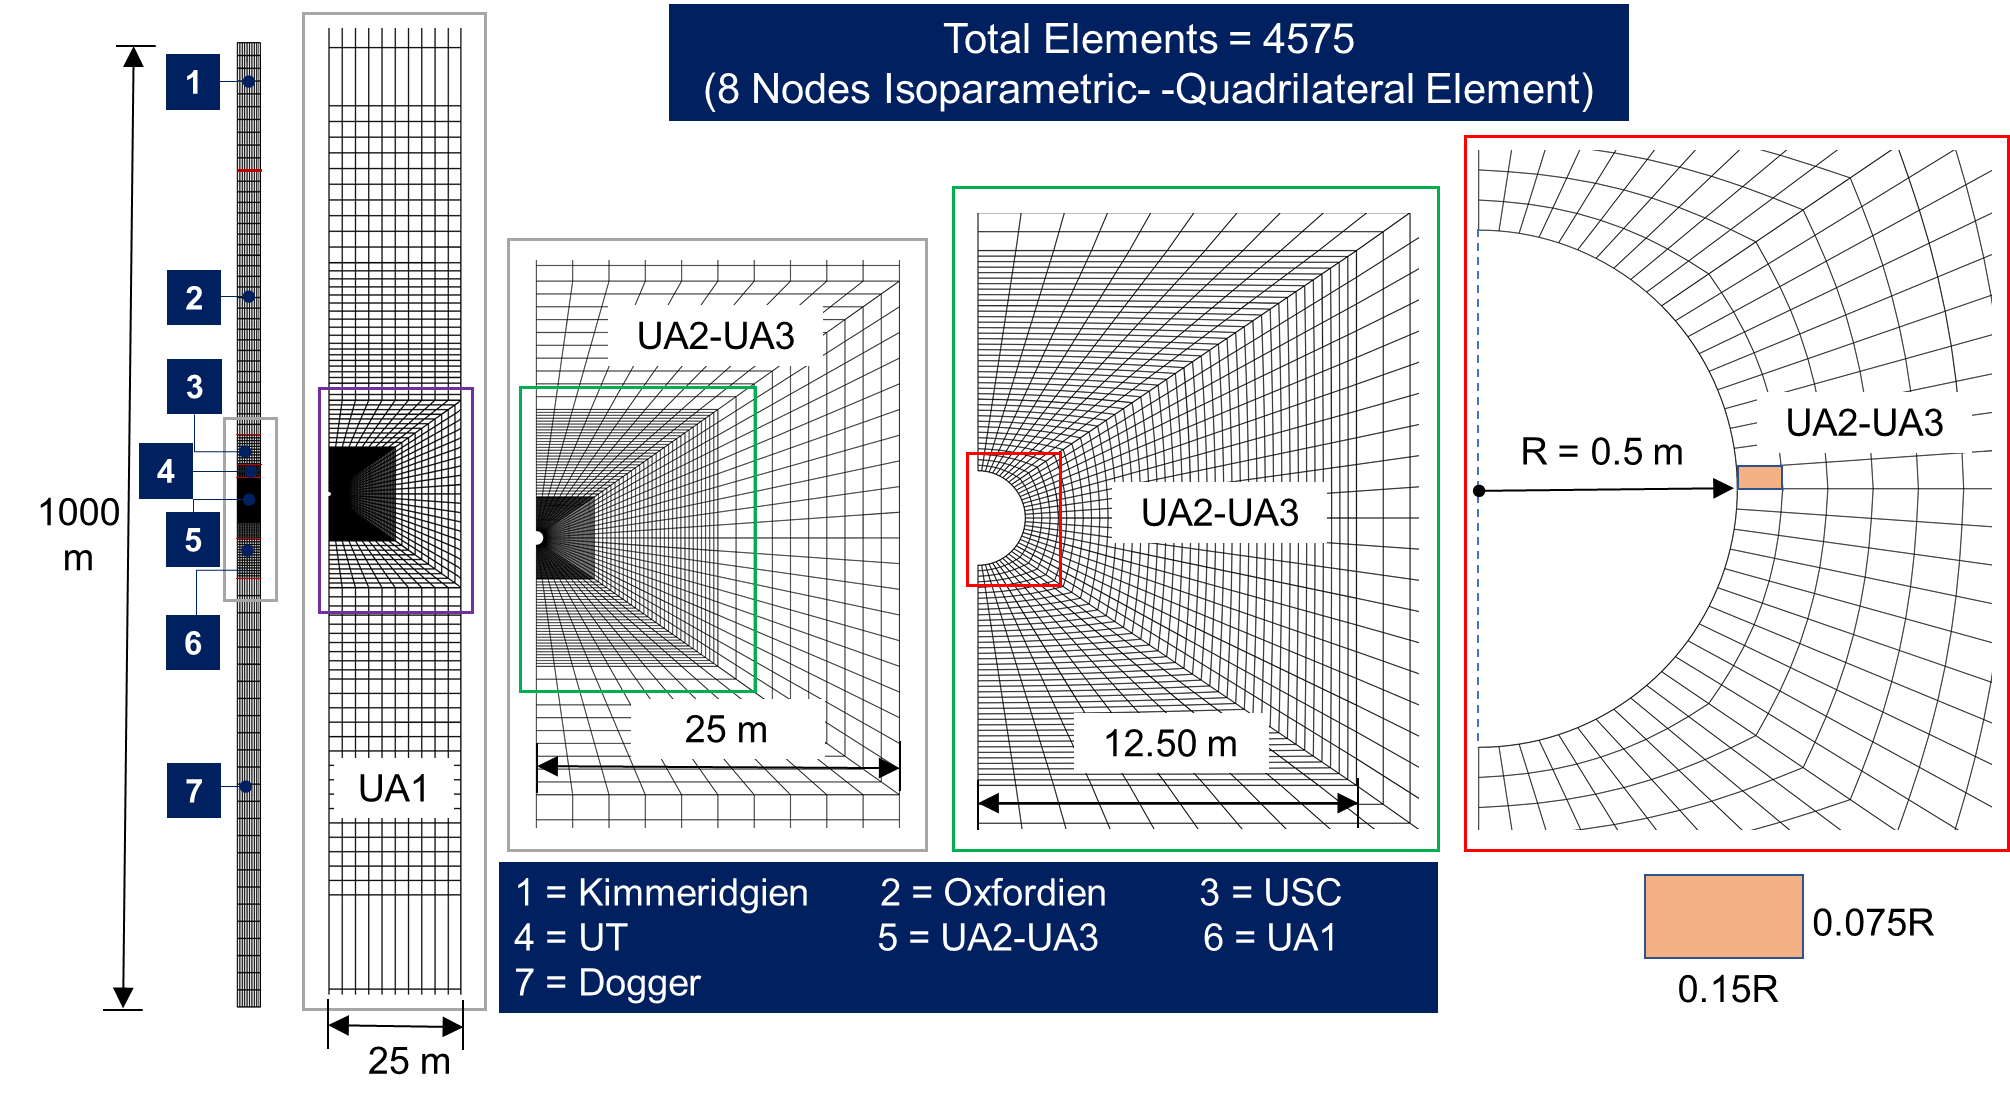 Total Elements = 4575
(8 Nodes Isoparametric- -Quadrilateral Element)
1
2
3
4
5
6
7
1000
m
UA1
25 m
UA2-UA3
25 m
UA2-UA3
12.50 m
UA2-UA3
R = 0.5 m
1 = Kimmeridgien 2 = Oxfordien 3 = USC
4 = UT 5 = UA2-UA3 6 = UA1
7 = Dogger
0.075R
0.15R